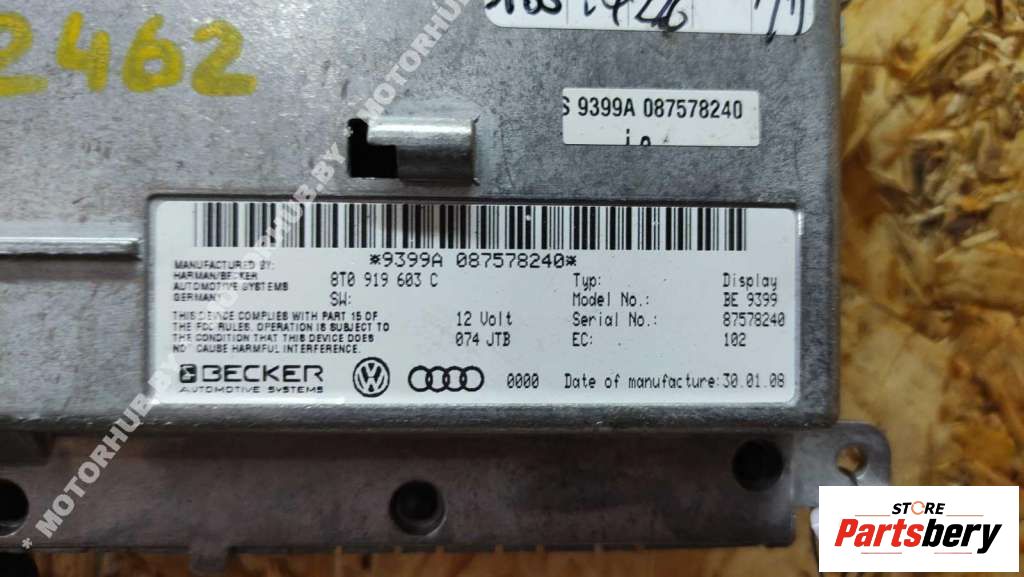 2462
S 9399A 087578240
*9399A 087578240*
MANUFACTURED BY:
HARMAN/BECKER
AUTOMOTIVE SYSTEMS
GERMANY
8T0 919 603 C
SW:
Typ: Display
Model No.: BE 9399
THIS DEVICE COMPLIES WITH PART 15 OF
THE FCC RULES. OPERATION IS SUBJECT TO
THE CONDITION THAT THIS DEVICE DOES
NOT CAUSE HARMFUL INTERFERENCE.
12 Volt
074 JTB
Serial No.: 87578240
EC: 102
BECKER
AUTOMOTIVE SYSTEMS
0000 Date of manufacture: 30.01.08
MOTORHUB.BY
STORE
Partsbery